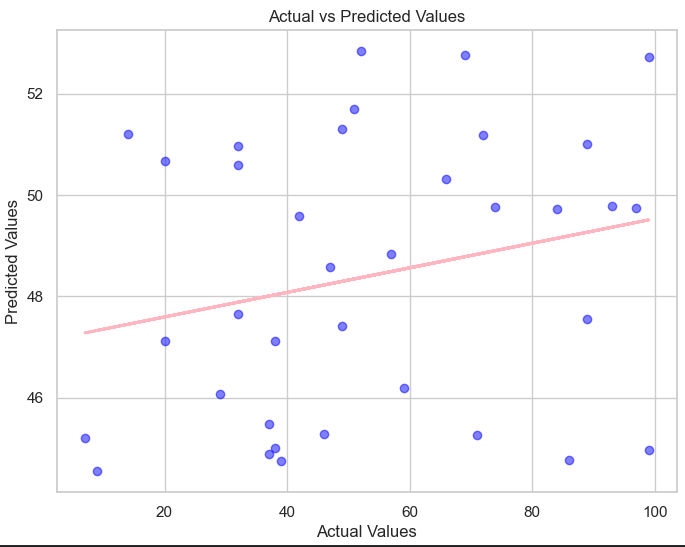 Actual vs Predicted Values
Predicted Values
52
50
48
46
20 40 60 80 100
Actual Values